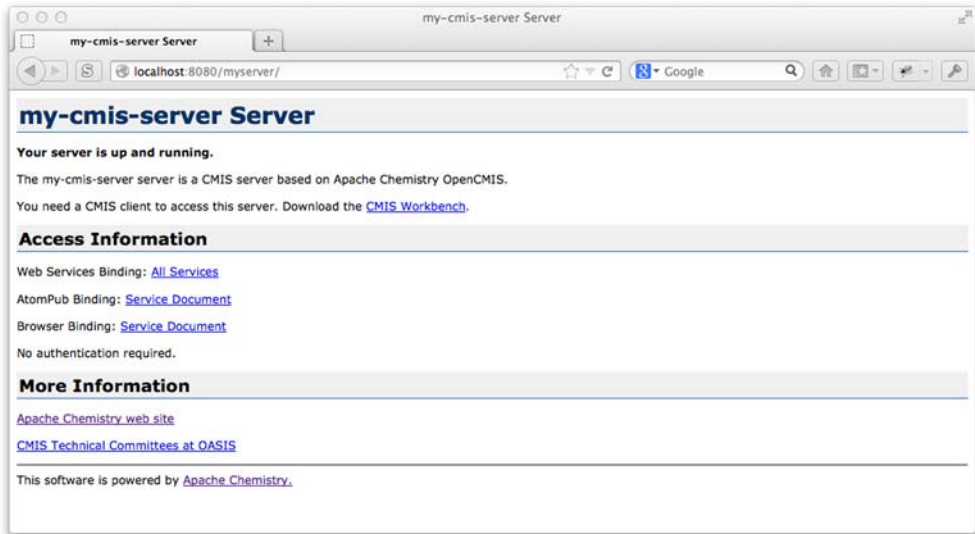 my-cmis-server Server
my-cmis-server Server
localhost:8080/myserver/
Google
my-cmis-server Server
Your server is up and running.
The my-cmis-server server is a CMIS server based on Apache Chemistry OpenCMIS.
You need a CMIS client to access this server. Download the CMIS Workbench.
Access Information
Web Services Binding: All Services
AtomPub Binding: Service Document
Browser Binding: Service Document
No authentication required.
More Information
Apache Chemistry web site
CMIS Technical Committees at OASIS
This software is powered by Apache Chemistry.